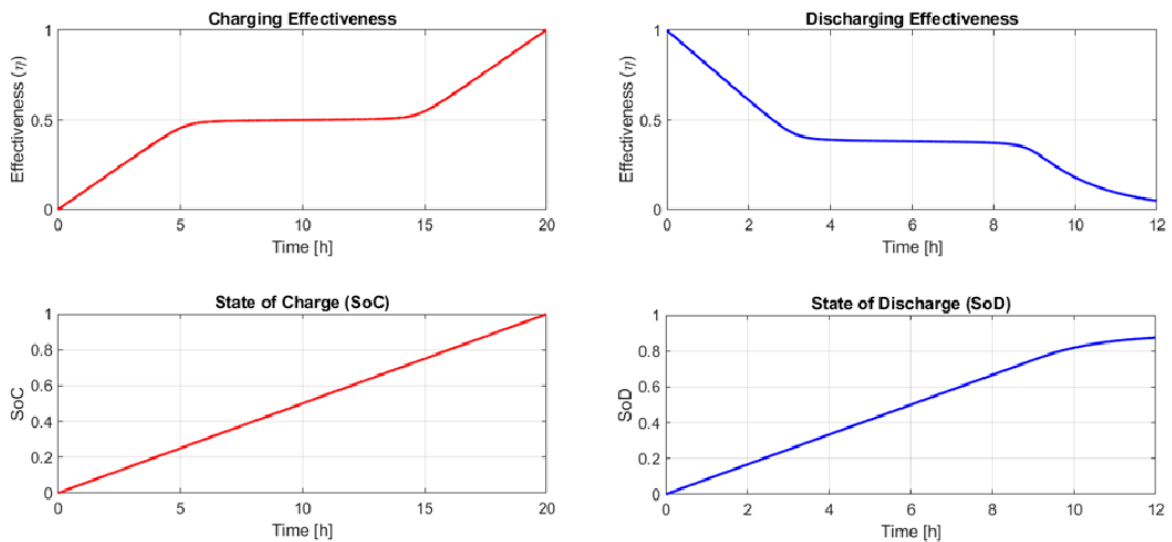 Charging Effectiveness
Effectiveness (η)
1
0.5
0
0 5 10 15 20
Time [h]
Discharging Effectiveness
Effectiveness (η)
1
0.5
0
0 2 4 6 8 10 12
Time [h]
State of Charge (SoC)
SoC
1
0.8
0.6
0.4
0.2
0
0 5 10 15 20
Time [h]
State of Discharge (SoD)
SoD
1
0.8
0.6
0.4
0.2
0
0 2 4 6 8 10 12
Time [h]